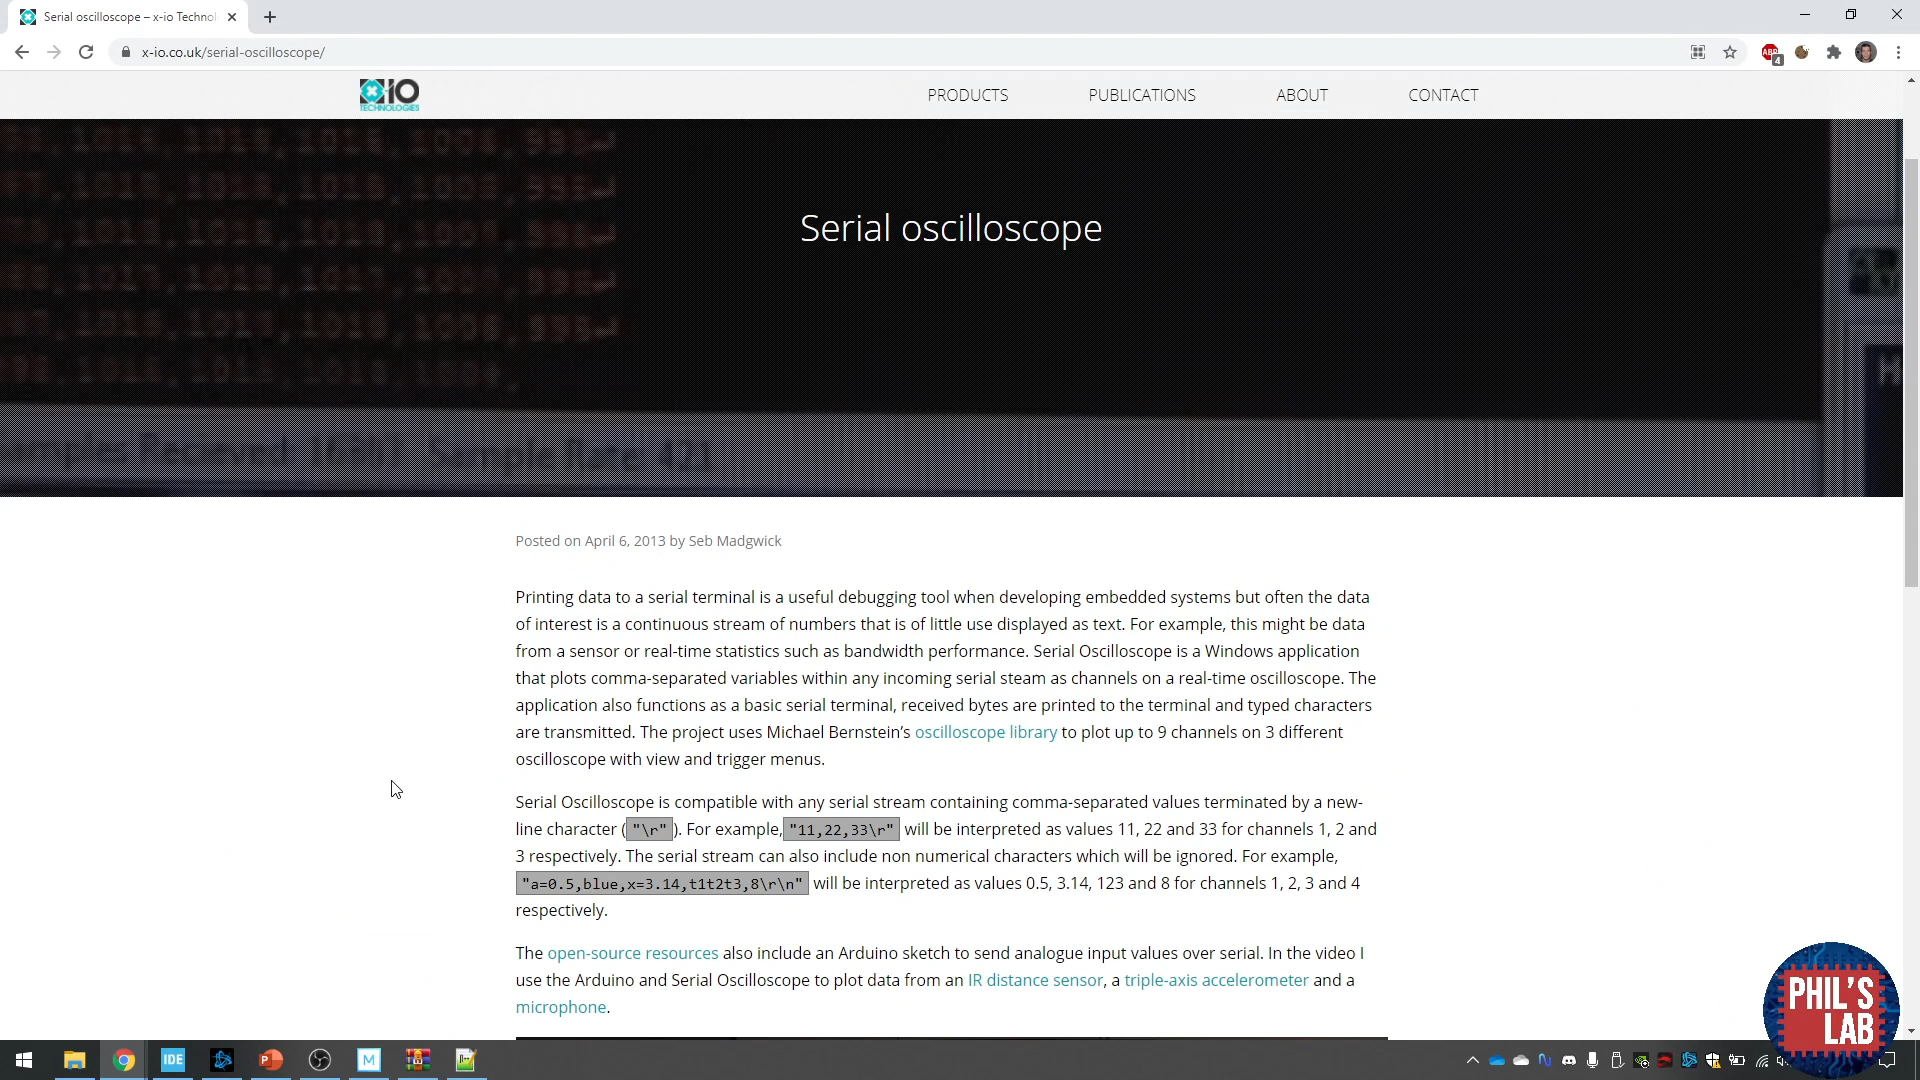 Serial oscilloscope – x-io Technol
x-io.co.uk/serial-oscilloscope/
ABP
4
x IO
TECHNOLOGIES
PRODUCTS
PUBLICATIONS
ABOUT
CONTACT
Serial oscilloscope
Posted on April 6, 2013 by Seb Madgwick
Printing data to a serial terminal is a useful debugging tool when developing embedded systems but often the data
of interest is a continuous stream of numbers that is of little use displayed as text. For example, this might be data
from a sensor or real-time statistics such as bandwidth performance. Serial Oscilloscope is a Windows application
that plots comma-separated variables within any incoming serial steam as channels on a real-time oscilloscope. The
application also functions as a basic serial terminal, received bytes are printed to the terminal and typed characters
are transmitted. The project uses Michael Bernstein's oscilloscope library to plot up to 9 channels on 3 different
oscilloscope with view and trigger menus.
Serial Oscilloscope is compatible with any serial stream containing comma-separated values terminated by a new-
line character ( "\r" ). For example, "11,22,33\r" will be interpreted as values 11, 22 and 33 for channels 1, 2 and
3 respectively. The serial stream can also include non numerical characters which will be ignored. For example,
"a=0.5,blue,x=3.14,t1t2t3,8\r\n" will be interpreted as values 0.5, 3.14, 123 and 8 for channels 1, 2, 3 and 4
respectively.
The open-source resources also include an Arduino sketch to send analogue input values over serial. In the video I
use the Arduino and Serial Oscilloscope to plot data from an IR distance sensor, a triple-axis accelerometer and a
microphone.
PHIL'S
LAB
IDE
P
M